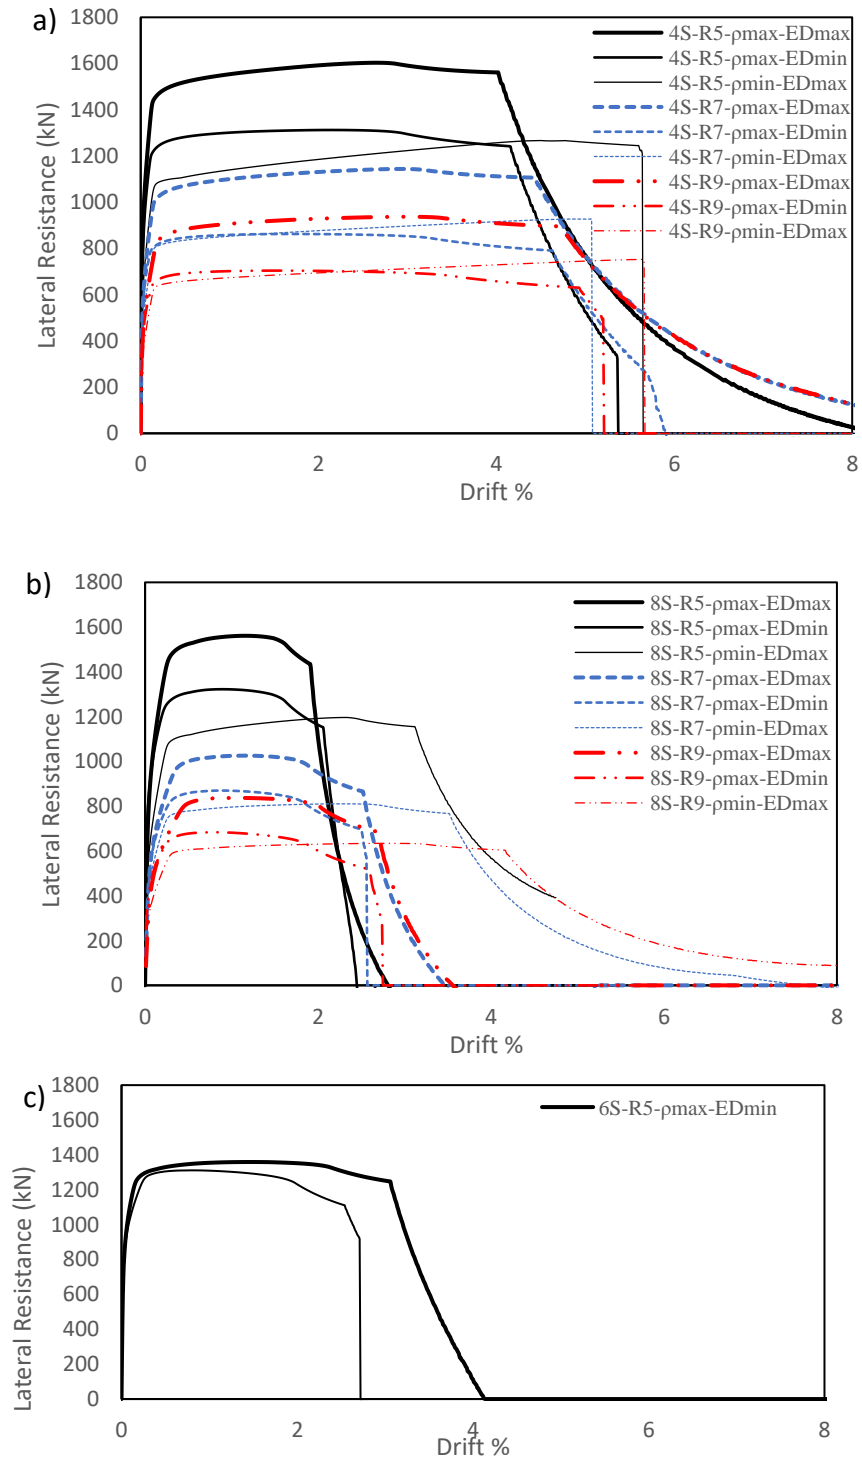 a)
1800
1600
1400
1200
1000
800
600
400
200
0
Lateral Resistance (kN)
4S-R5-ρmax-EDmax
4S-R5-ρmax-EDmin
4S-R5-ρmin-EDmax
4S-R7-ρmax-EDmax
4S-R7-ρmax-EDmin
4S-R7-ρmin-EDmax
4S-R9-ρmax-EDmax
4S-R9-ρmax-EDmin
4S-R9-ρmin-EDmax
0 2 4 6 8
Drift %
b)
1800
1600
1400
1200
1000
800
600
400
200
0
Lateral Resistance (kN)
8S-R5-ρmax-EDmax
8S-R5-ρmax-EDmin
8S-R5-ρmin-EDmax
8S-R7-ρmax-EDmax
8S-R7-ρmax-EDmin
8S-R7-ρmin-EDmax
8S-R9-ρmax-EDmax
8S-R9-ρmax-EDmin
8S-R9-ρmin-EDmax
0 2 4 6 8
Drift %
c)
1800
1600
1400
1200
1000
800
600
400
200
0
Lateral Resistance (kN)
6S-R5-ρmax-EDmin
0 2 4 6 8
Drift %